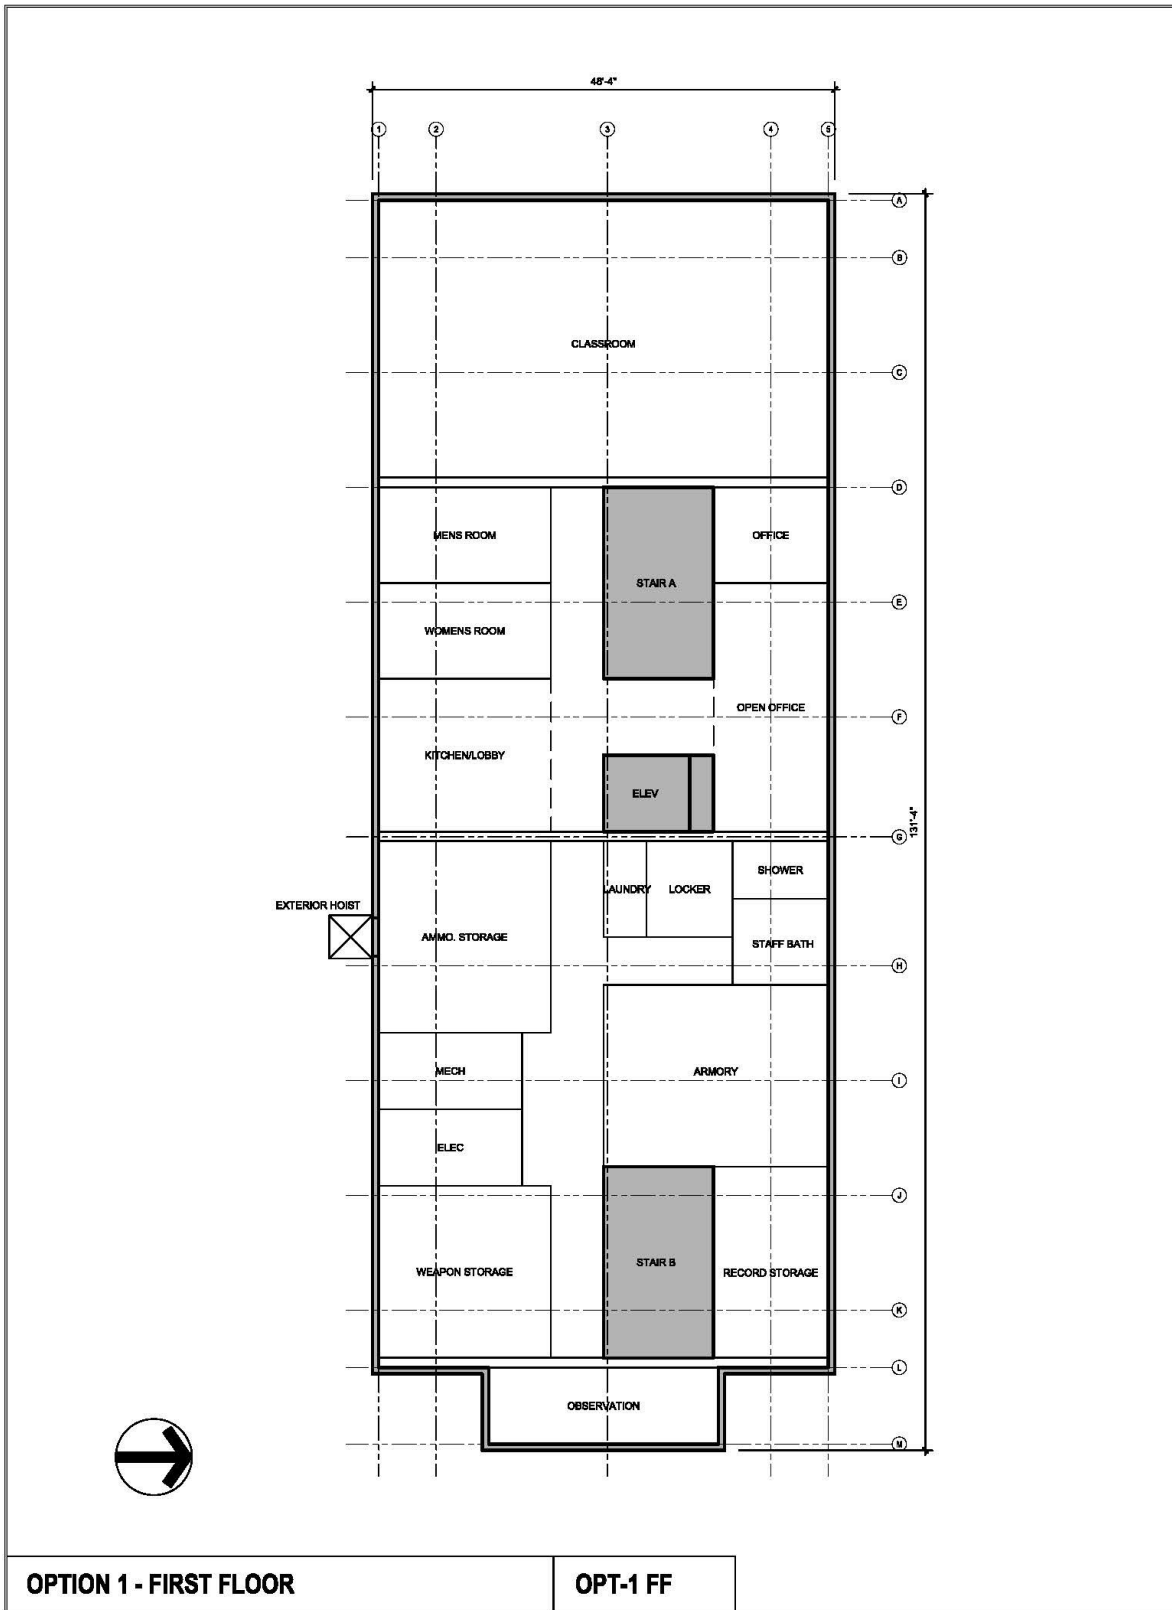 48'-4"
1 2 3 4 5
A
B
CLASSROOM
C
D
MENS ROOM
OFFICE
STAIR A
E
WOMENS ROOM
OPEN OFFICE
F
KITCHEN/LOBBY
ELEV
131'-4"
G
SHOWER
LAUNDRY
LOCKER
EXTERIOR HOIST
AMMO. STORAGE
STAFF BATH
H
MECH
ARMORY
I
ELEC
J
STAIR B
WEAPON STORAGE
RECORD STORAGE
K
L
OBSERVATION
M
OPTION 1 - FIRST FLOOR
OPT-1 FF